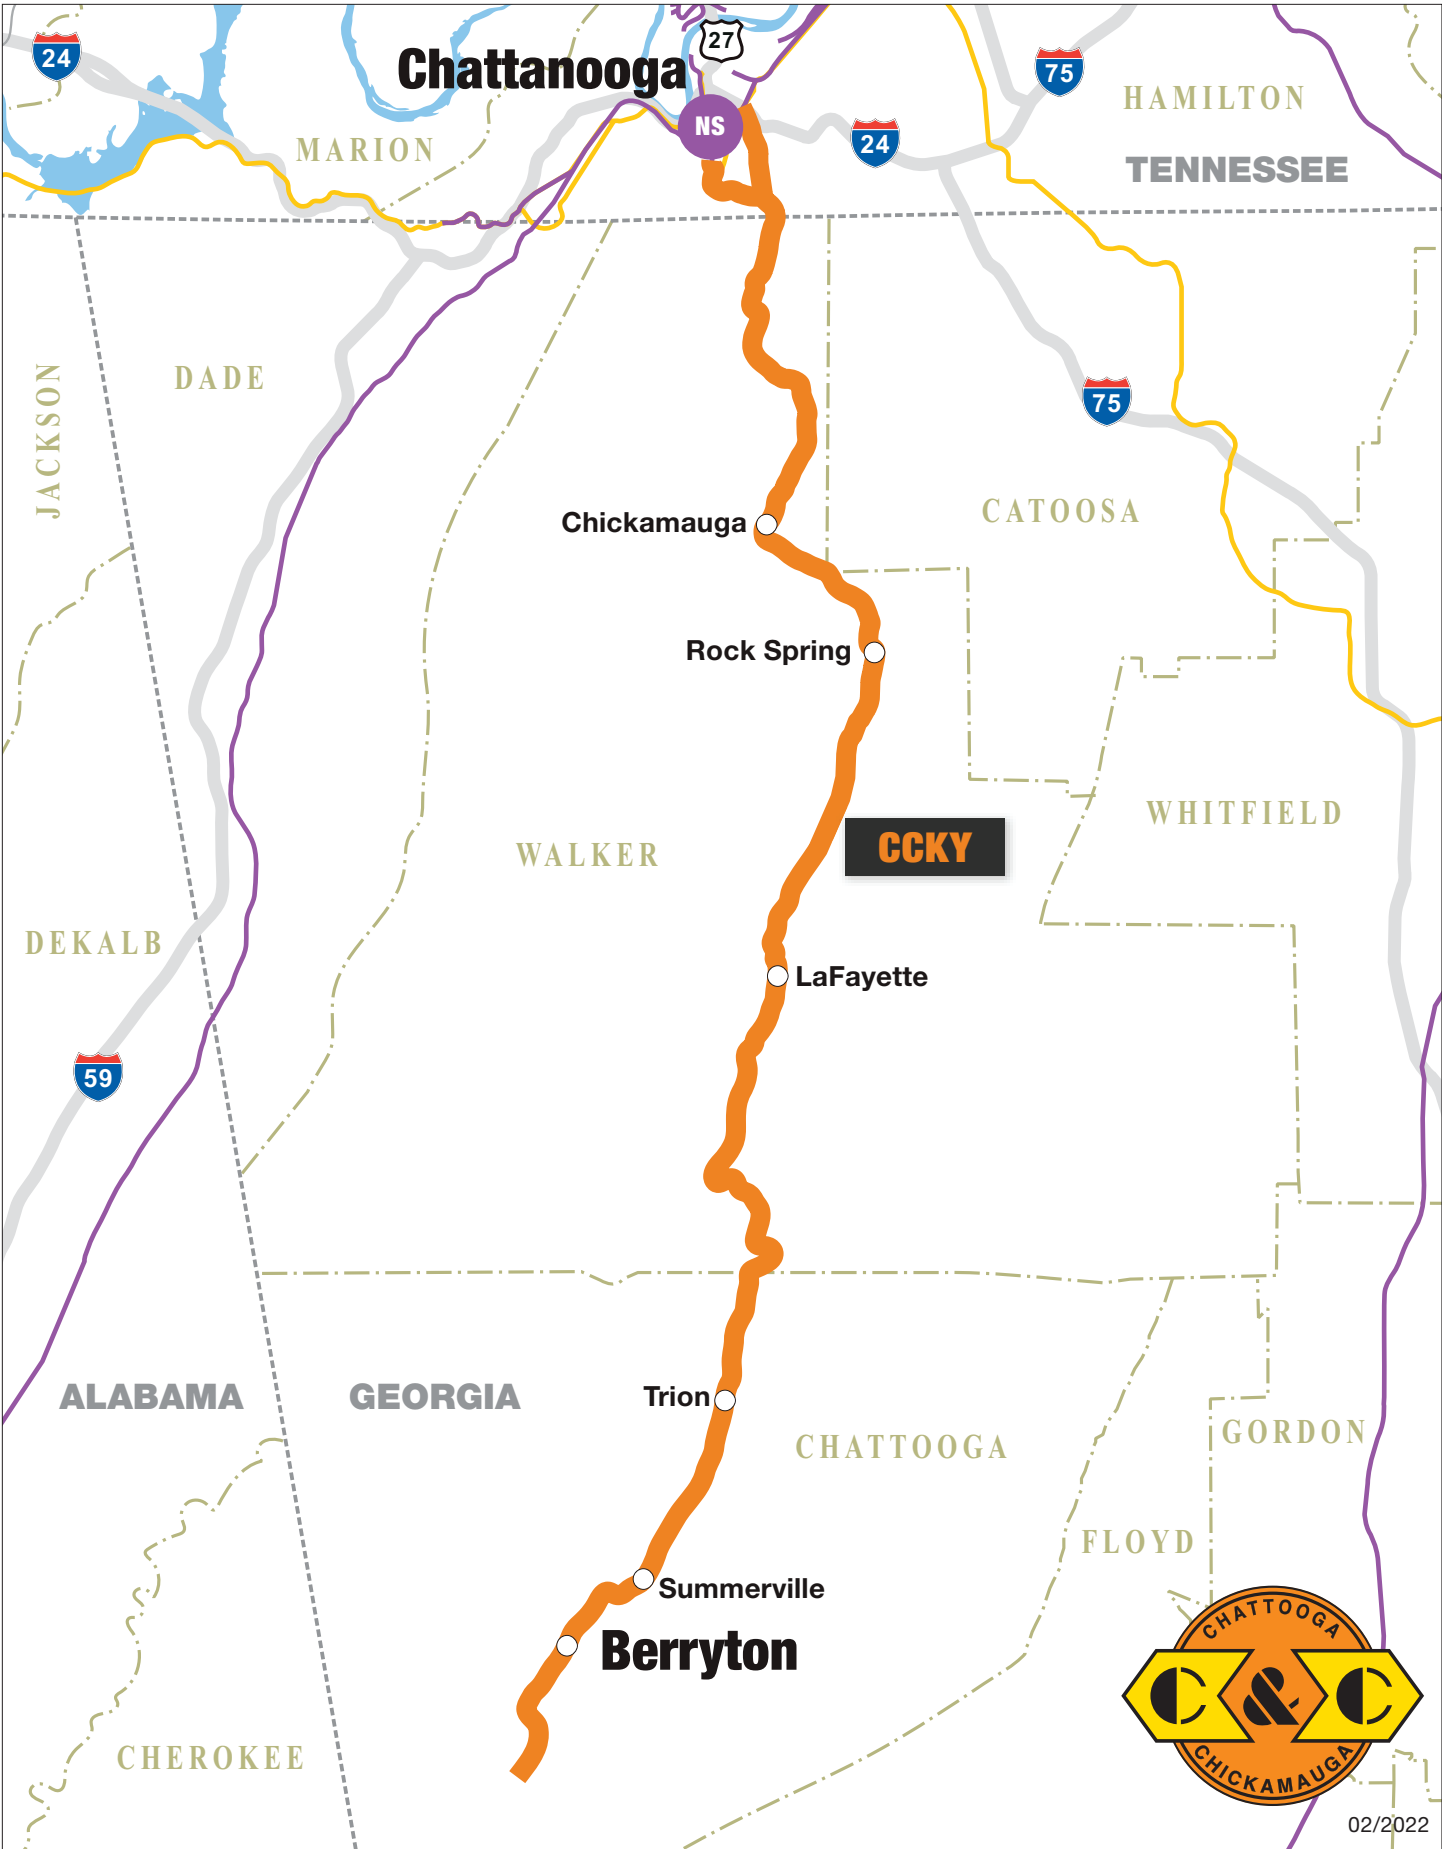 27
24
Chattanooga
75
HAMILTON
NS
24
MARION
TENNESSEE
DADE
JACKSON
75
CATOOSA
Chickamauga
Rock Spring
WHITFIELD
CCKY
WALKER
DEKALB
LaFayette
59
ALABAMA
GEORGIA
Trion
GORDON
CHATTOOGA
FLOYD
Summerville
Berryton
CHATTOOGA
C & C
CHICKAMAUGA
CHEROKEE
02/2022